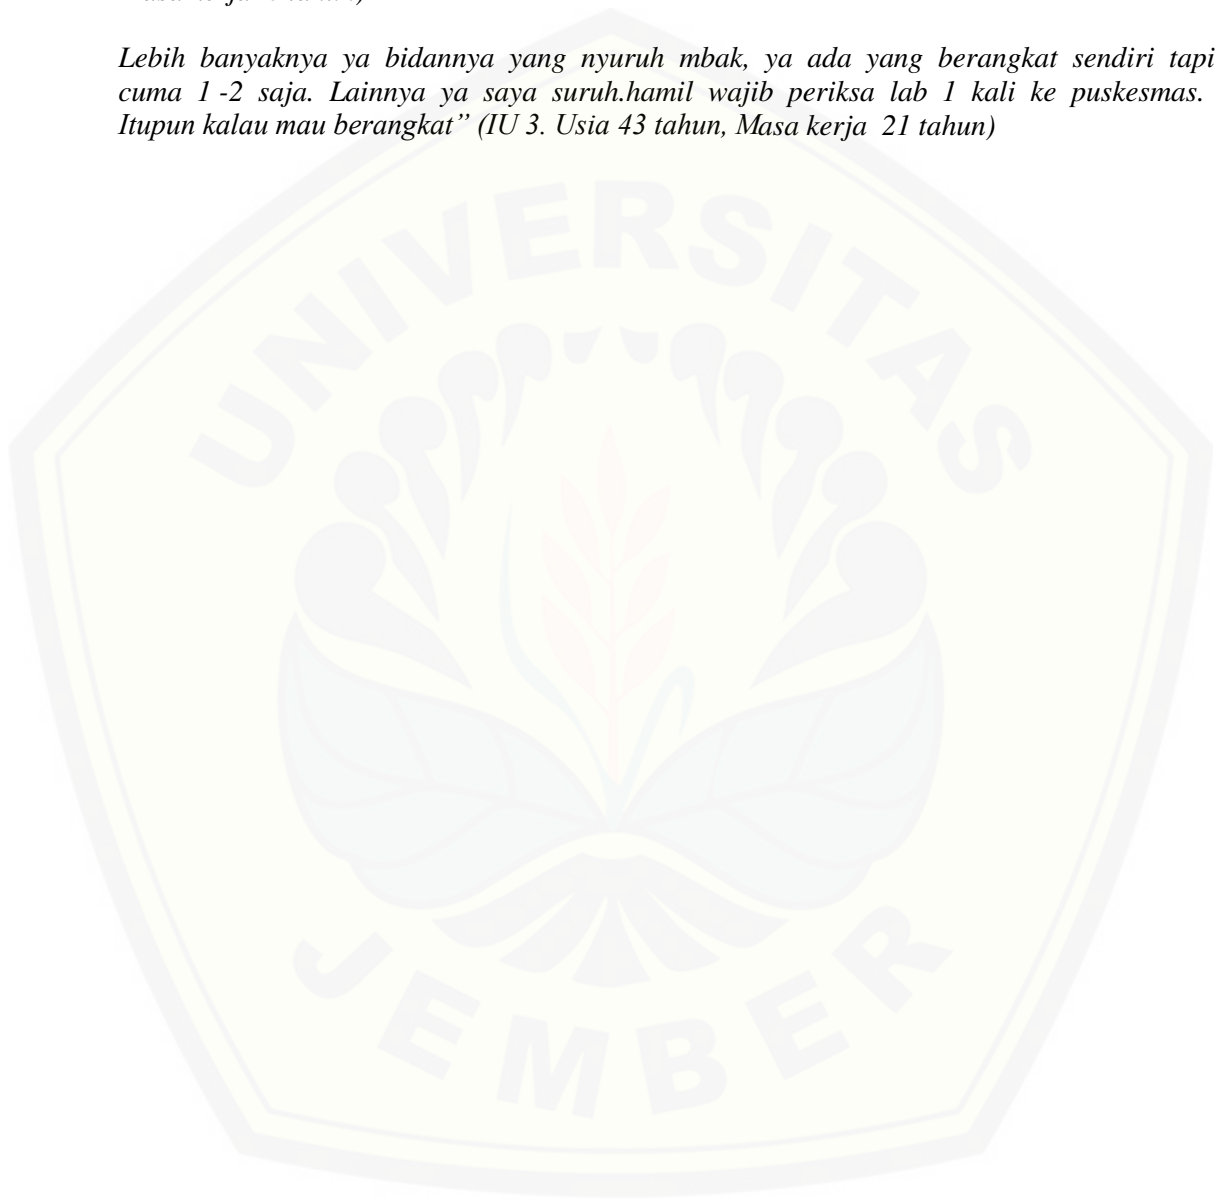 Lebih banyaknya ya bidannya yang nyuruh mbak, ya ada yang berangkat sendiri tapi
cuma 1 -2 saja. Lainnya ya saya suruh.hamil wajib periksa lab 1 kali ke puskesmas.
Itupun kalau mau berangkat” (IU 3. Usia 43 tahun, Masa kerja  21 tahun)
UNIVERSITAS
JEMBER